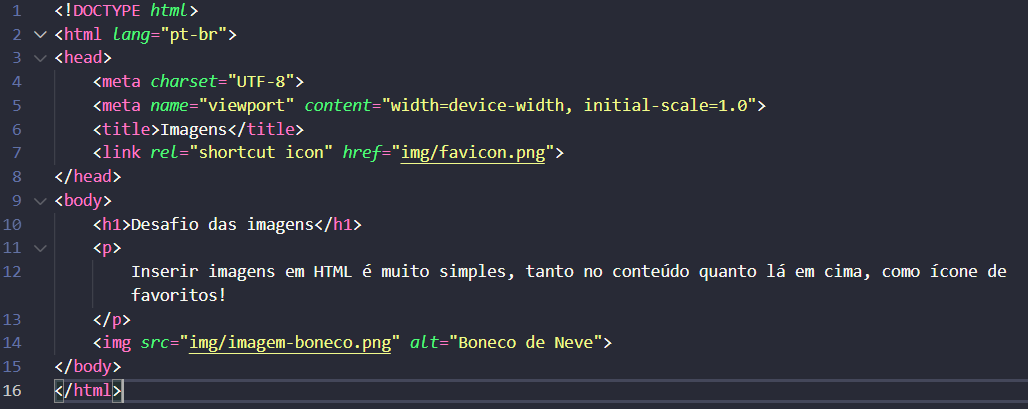 1 <!DOCTYPE html>
2 <html lang="pt-br">
3 <head>
4 <meta charset="UTF-8">
5 <meta name="viewport" content="width=device-width, initial-scale=1.0">
6 <title>Imagens</title>
7 <link rel="shortcut icon" href="img/favicon.png">
8 </head>
9 <body>
10 <h1>Desafio das imagens</h1>
11 <p>
12 Inserir imagens em HTML é muito simples, tanto no conteúdo quanto lá em cima, como ícone de
favoritos!
13 </p>
14 <img src="img/imagem-boneco.png" alt="Boneco de Neve">
15 </body>
16 </html>